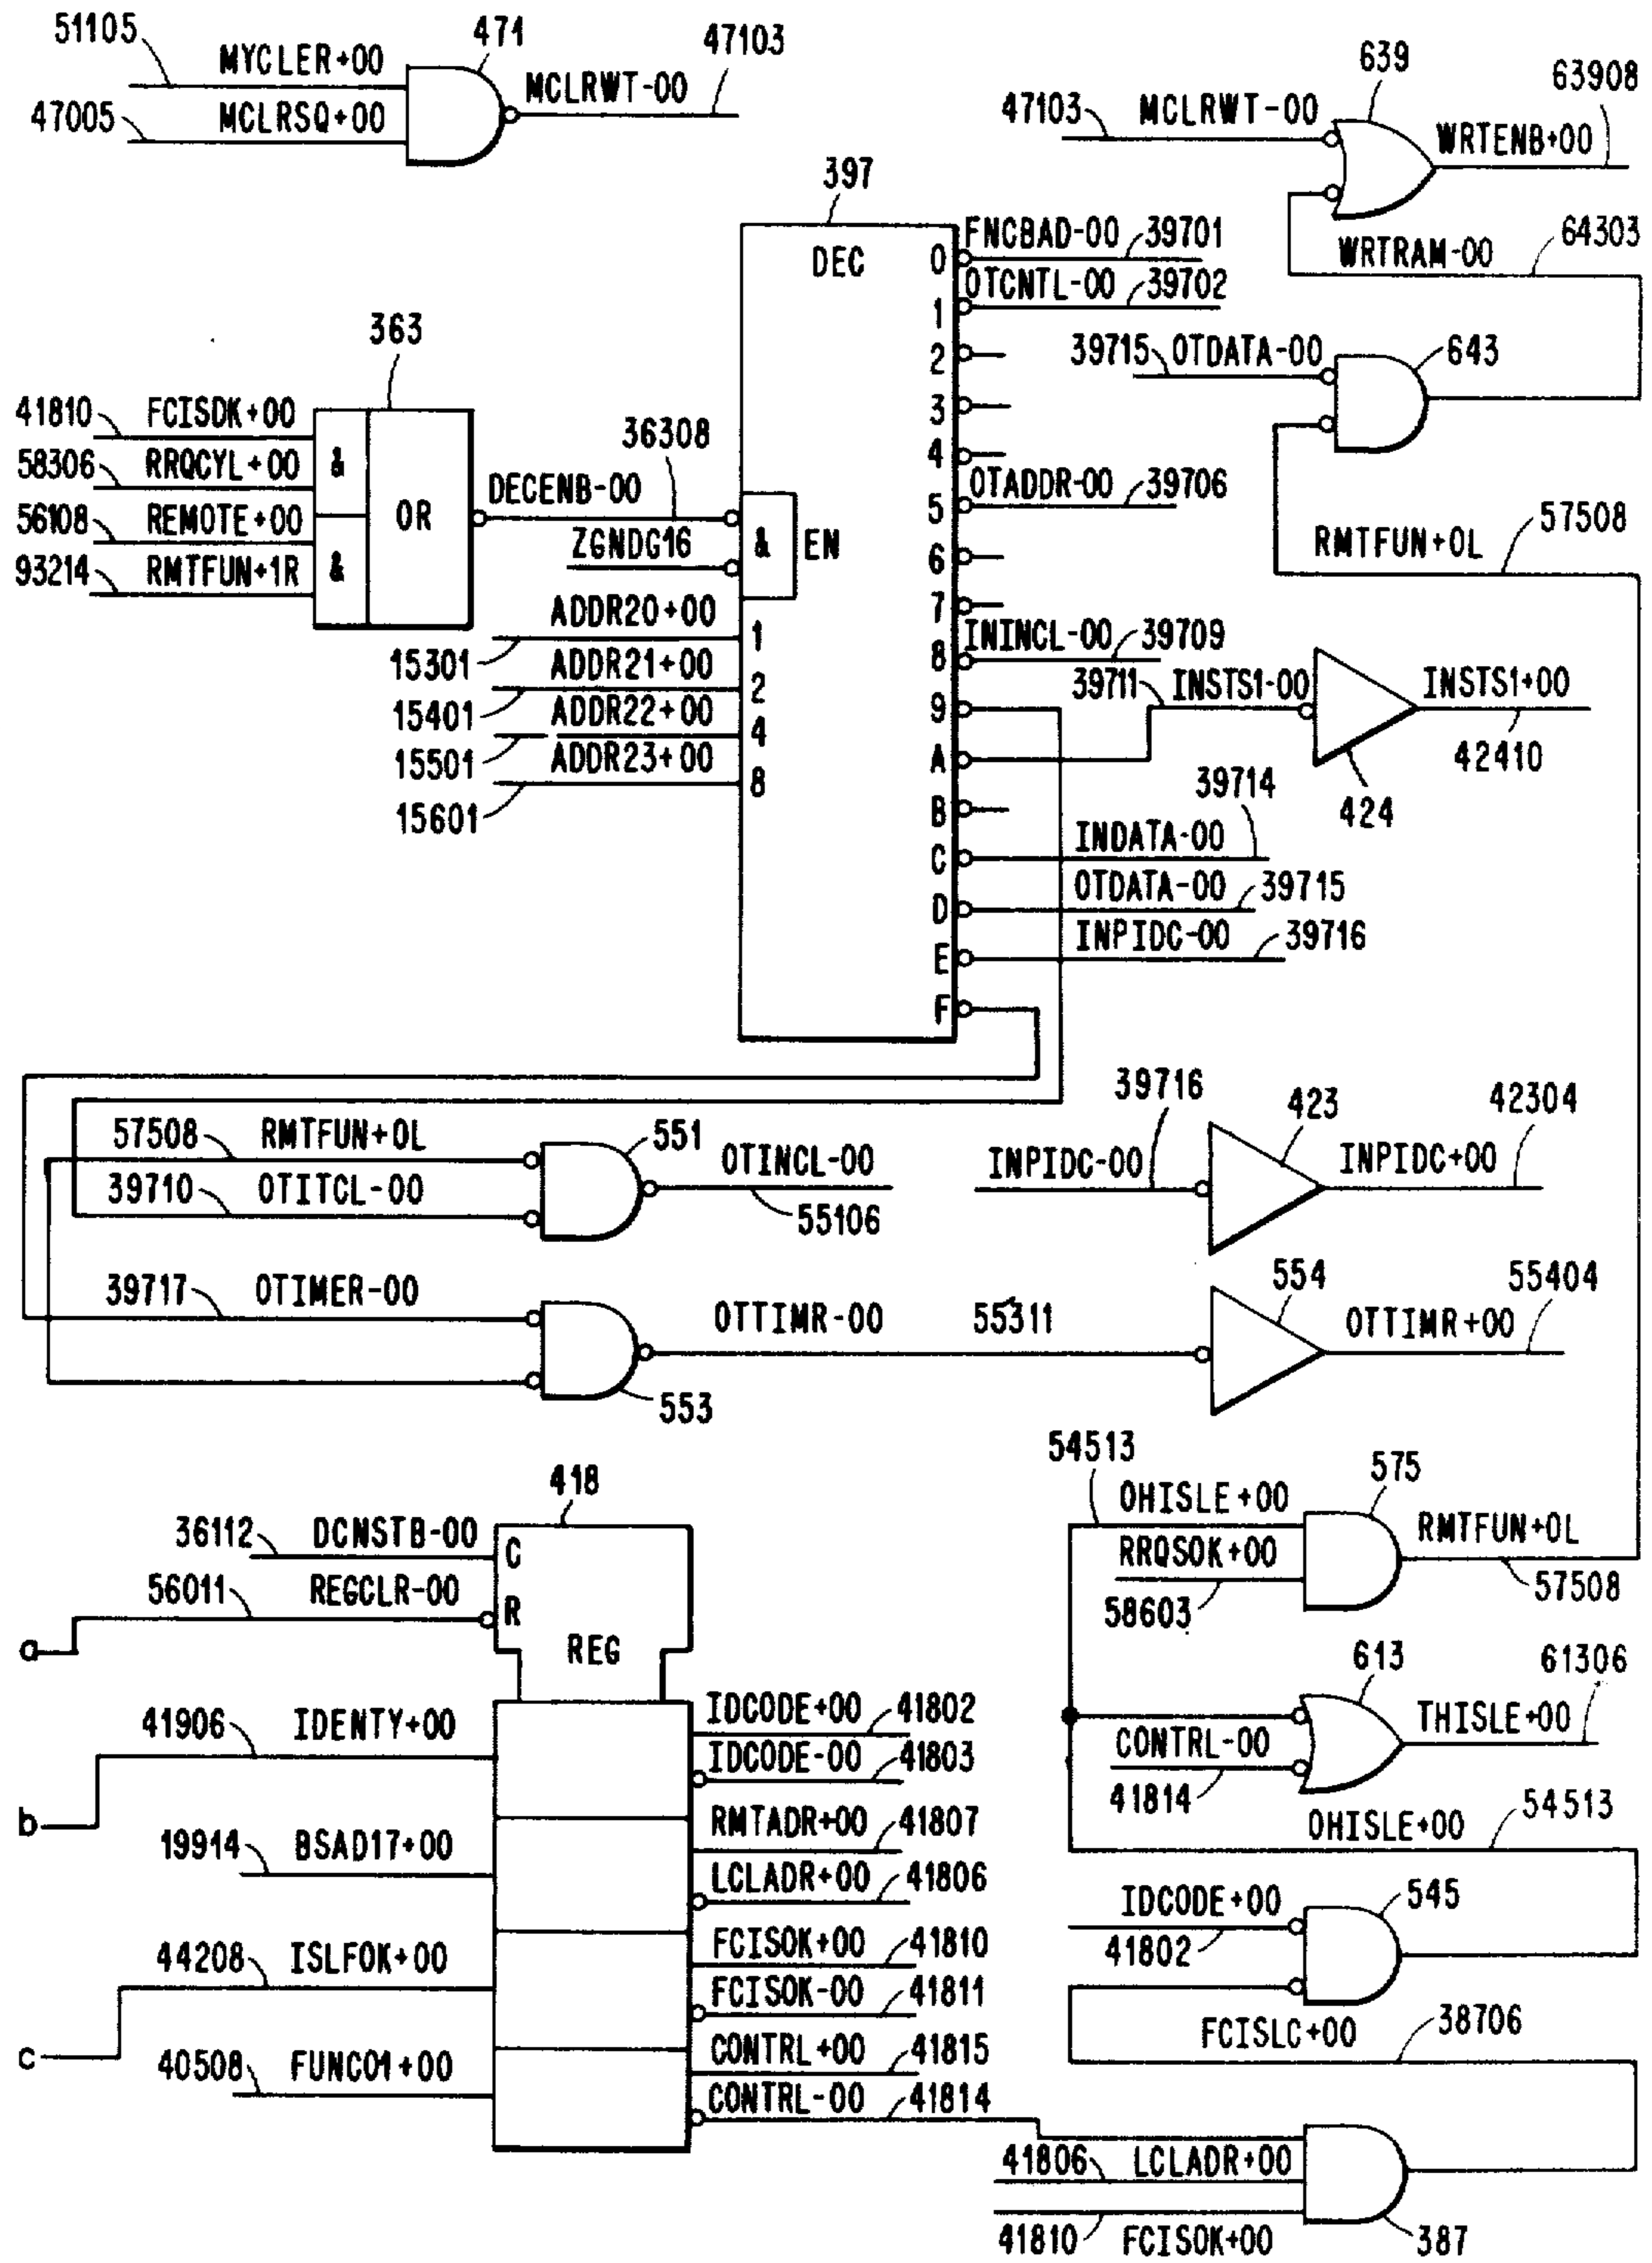 51105 MYCLER+00 471 MCLRWT-00 47103
47005 MCLRSQ+00
47103 MCLRWT-00 639 WRTENB+00 63908
WRTRAM-00 64303
397
DEC
0 FNCBAD-00 39701
1 OTCNTL-00 39702
2
3
4
5 OTADDR-00 39706
6
7
8 ININCL-00 39709
9
A 39711 INSTS1-00 INSTS1+00
424 42410
B
C INDATA-00 39714
D OTDATA-00 39715
E INPIDC-00 39716
F
363
41810 FCISDK+00 &
58306 RRQCYL+00
56108 REMOTE+00 &
93214 RMTFUN+1R
OR
DECENB-00 36308
ZGNDG16
& EN
ADDR20+00 1
15301
ADDR21+00 2
15401
ADDR22+00 4
15501
ADDR23+00 8
15601
39715 OTDATA-00 643
RMTFUN+0L 57508
57508 RMTFUN+0L 551 OTINCL-00
39710 OTITCL-00 55106
39716 423 42304
INPIDC-00 INPIDC+00
39717 OTIMER-00 OTTIMR-00 55311 554 OTTIMR+00 55404
553
418
36112 DCNSTB-00 C
56011 REGCLR-00 R
REG
a
41906 IDENTY+00 IDCODE+00 41802
IDCODE-00 41803
b
19914 BSAD17+00 RMTADR+00 41807
LCLADR+00 41806
44208 ISLFOK+00 FCISOK+00 41810
FCISOK-00 41811
c
40508 FUNC01+00 CONTRL+00 41815
CONTRL-00 41814
54513 OHISLE+00 575
RRQSOK+00 RMTFUN+0L
58603 57508
613 61306
CONTRL-00 THISLE+00
41814
OHISLE+00 54513
IDCODE+00 545
41802
FCISLC+00 38706
41806 LCLADR+00
41810 FCISOK+00 387